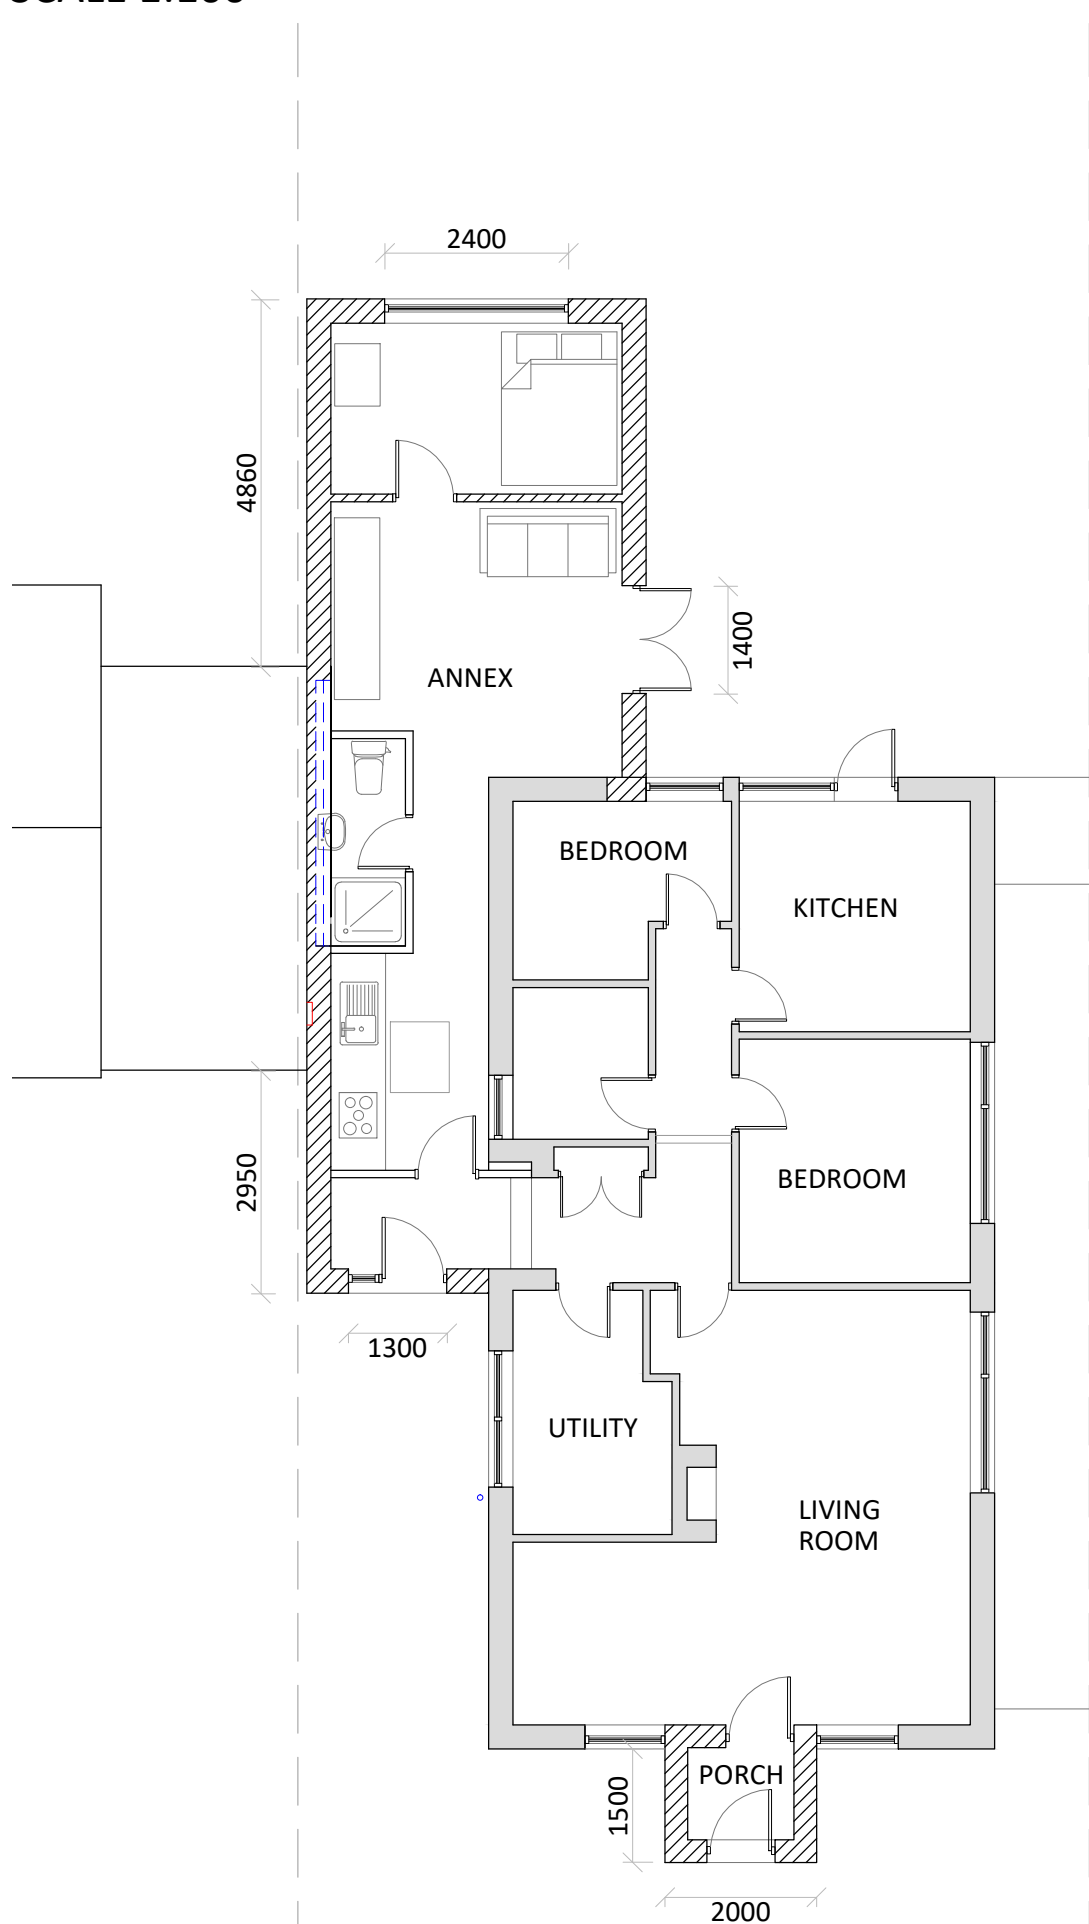 SCALE 1:100
2400
4860
1400
ANNEX
BEDROOM
KITCHEN
2950
BEDROOM
1300
UTILITY
LIVING
ROOM
PORCH
1500
2000